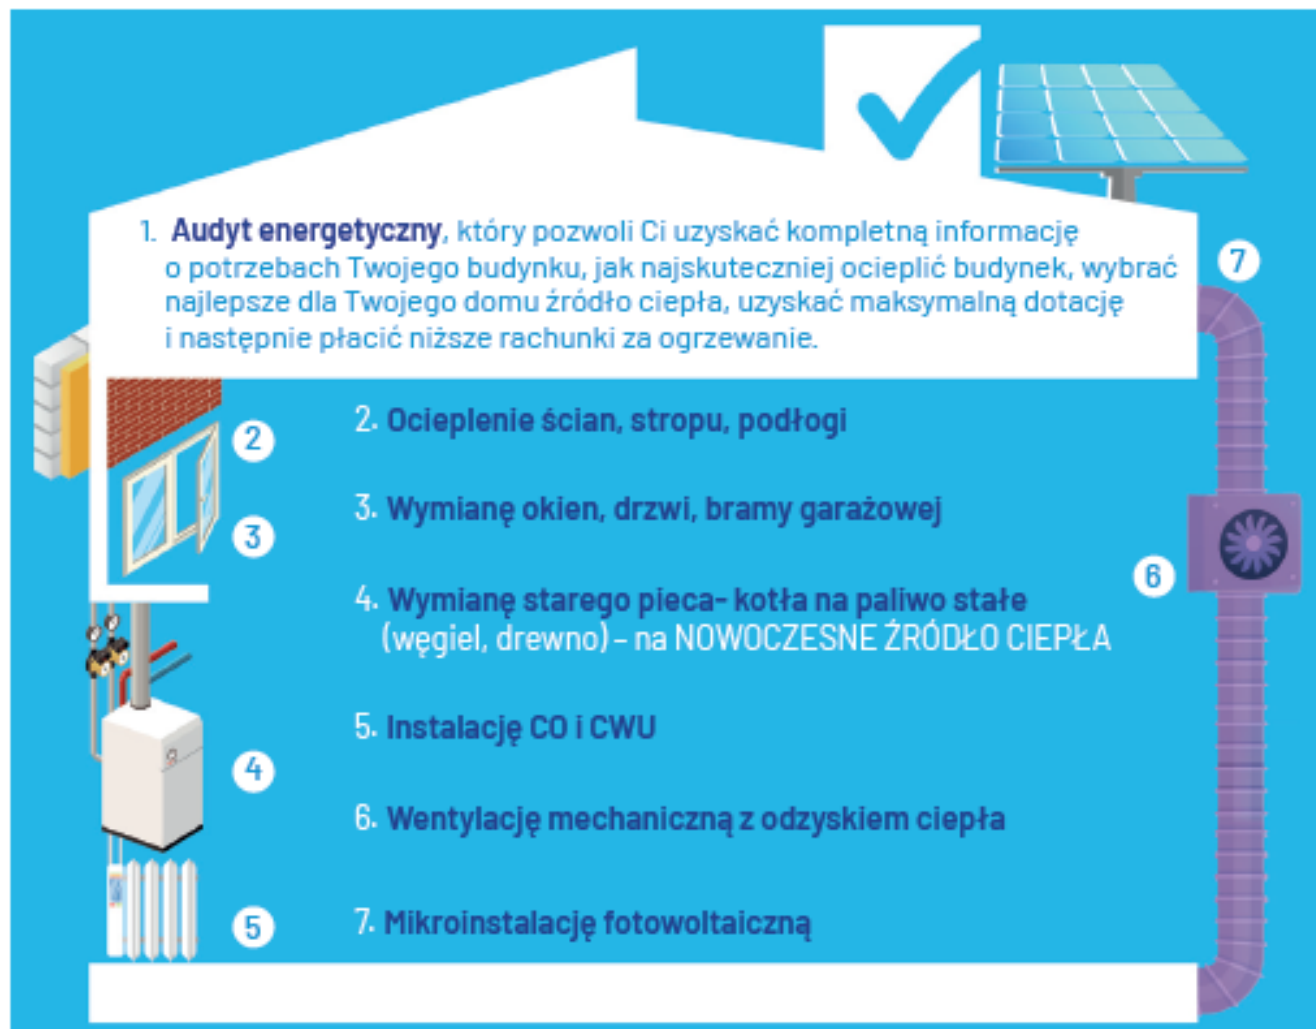 1. Audyt energetyczny, który pozwoli Ci uzyskać kompletną informację
o potrzebach Twojego budynku, jak najskuteczniej ocieplić budynek, wybrać
najlepsze dla Twojego domu źródło ciepła, uzyskać maksymalną dotację
i następnie płacić niższe rachunki za ogrzewanie.
7
2
2. Ocieplenie ścian, stropu, podłogi
3
3. Wymianę okien, drzwi, bramy garażowej
6
4. Wymianę starego pieca- kotła na paliwo stałe
(węgiel, drewno) – na NOWOCZESNE ŹRÓDŁO CIEPŁA
5. Instalację CO i CWU
4
6. Wentylację mechaniczną z odzyskiem ciepła
5
7. Mikroinstalację fotowoltaiczną